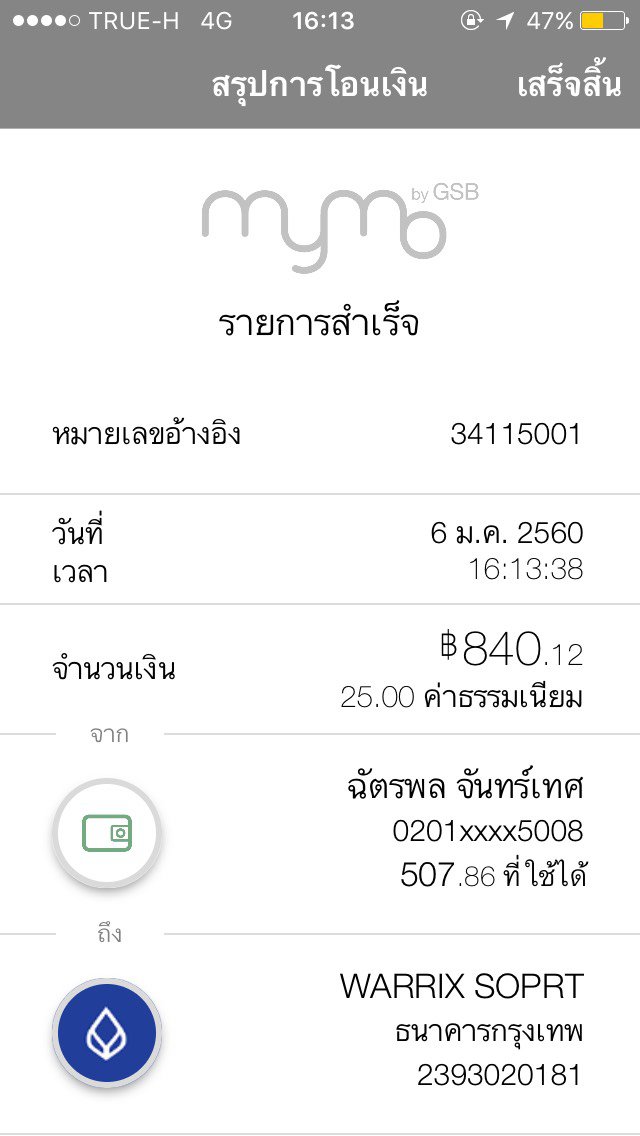 TRUE-H 4G 16:13 47%
สรุปการโอนเงิน เสร็จสิ้น
mymo by GSB
รายการสำเร็จ
หมายเลขอ้างอิง 34115001
วันที่ 6 ม.ค. 2560
เวลา 16:13:38
จำนวนเงิน ฿840.12
25.00 ค่าธรรมเนียม
จาก
ฉัตรพล จันทร์เทศ
0201xxxx5008
507.86 ที่ใช้ได้
ถึง
WARRIX SOPRT
ธนาคารกรุงเทพ
2393020181